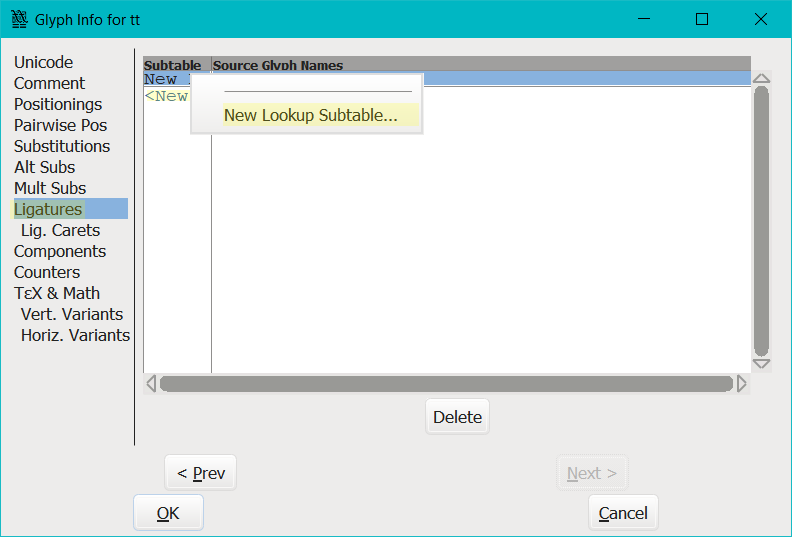 Glyph Info for tt
Unicode
Comment
Positionings
Pairwise Pos
Substitutions
Alt Subs
Mult Subs
Ligatures
Lig. Carets
Components
Counters
TεX & Math
Vert. Variants
Horiz. Variants
Subtable Source Glyph Names
New
<New
New Lookup Subtable...
Delete
< Prev Next >
OK Cancel